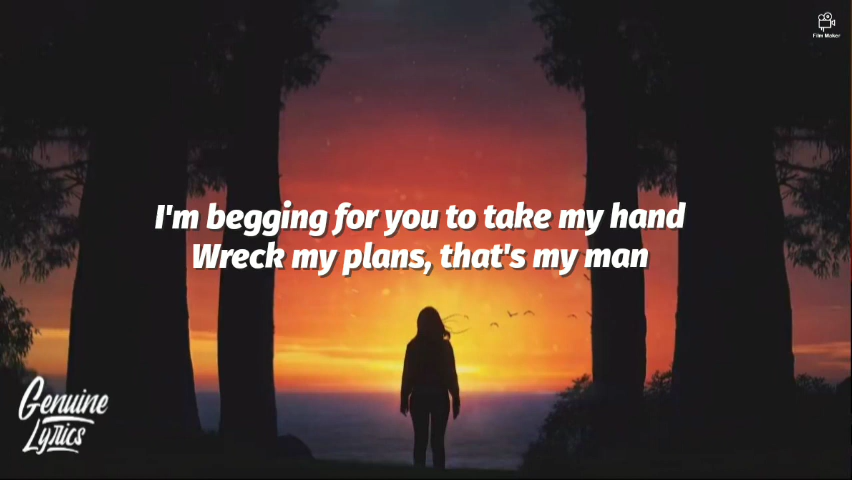 Film Maker
I'm begging for you to take my hand
Wreck my plans, that's my man
Genuine
Lyrics